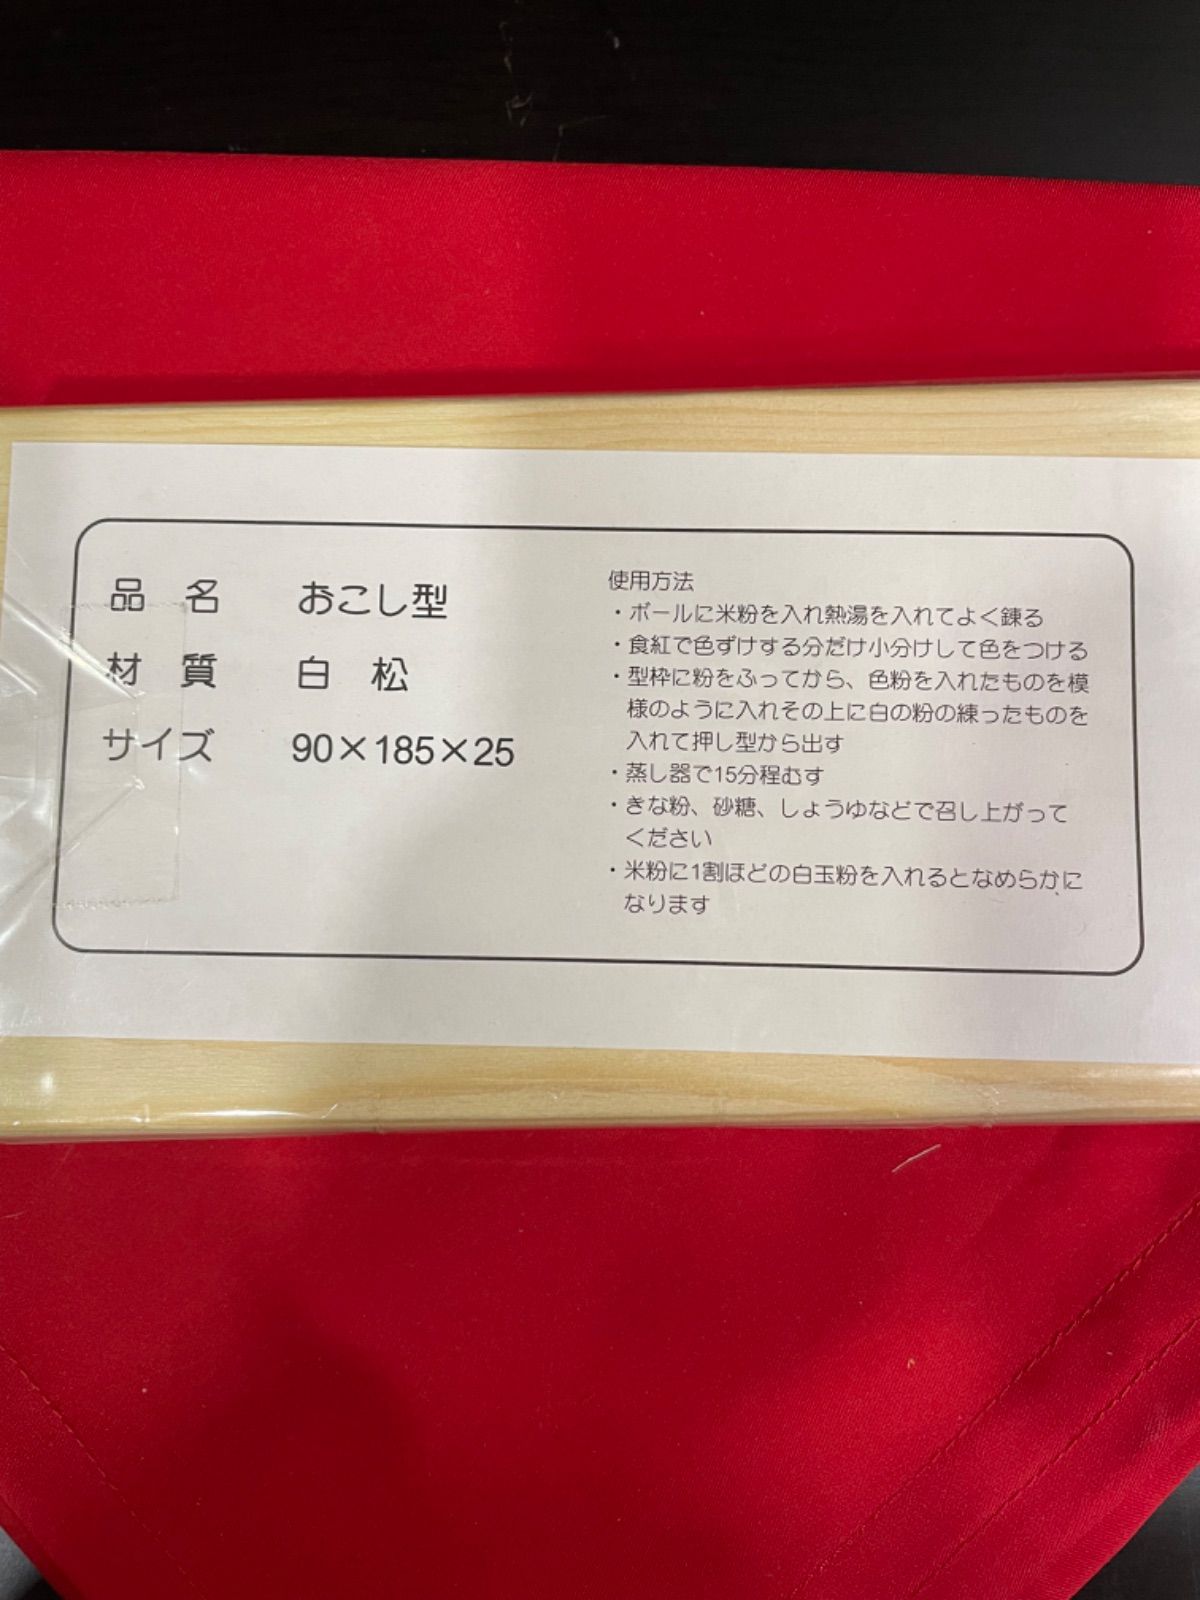 品 名 おこし型
材 質 白 松
サイズ 90×185×25
使用方法
・ボールに米粉を入れ熱湯を入れてよく錬る
・食紅で色ずけする分だけ小分けして色をつける
・型枠に粉をふってから、色粉を入れたものを模
様のように入れその上に白の粉の練ったものを
入れて押し型から出す
・蒸し器で15分程むす
・きな粉、砂糖、しょうゆなどで召し上がって
ください
・米粉に1割ほどの白玉粉を入れるとなめらかに
なります